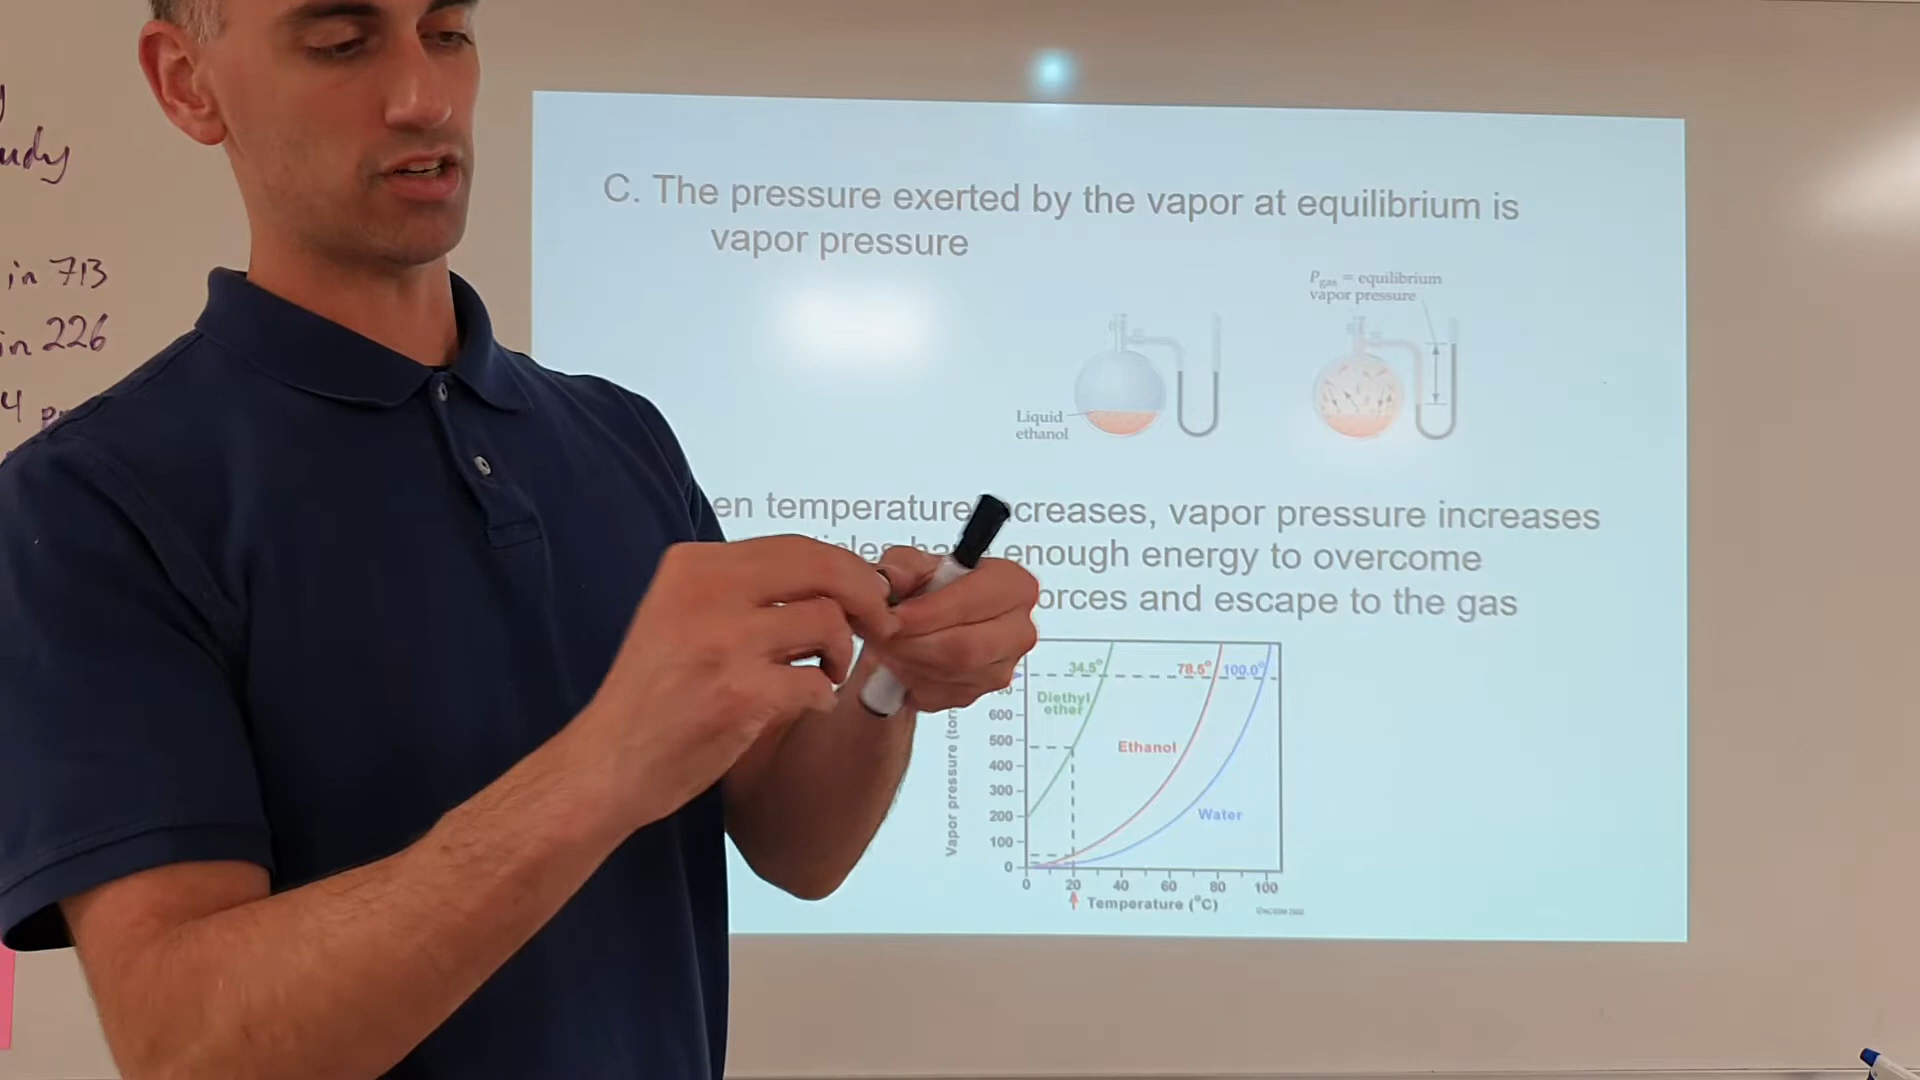 udy
in 713
in 226
4 p
C. The pressure exerted by the vapor at equilibrium is
vapor pressure
Pgas = equilibrium
vapor pressure
Liquid
ethanol
en temperature creases, vapor pressure increases
enough energy to overcome
orces and escape to the gas
34.5°
78.5°
100.0°
Diethyl
ether
Ethanol
Water
Vapor pressure (torr
600
500
400
300
200
100
0
0 20 40 60 80 100
Temperature (°C)